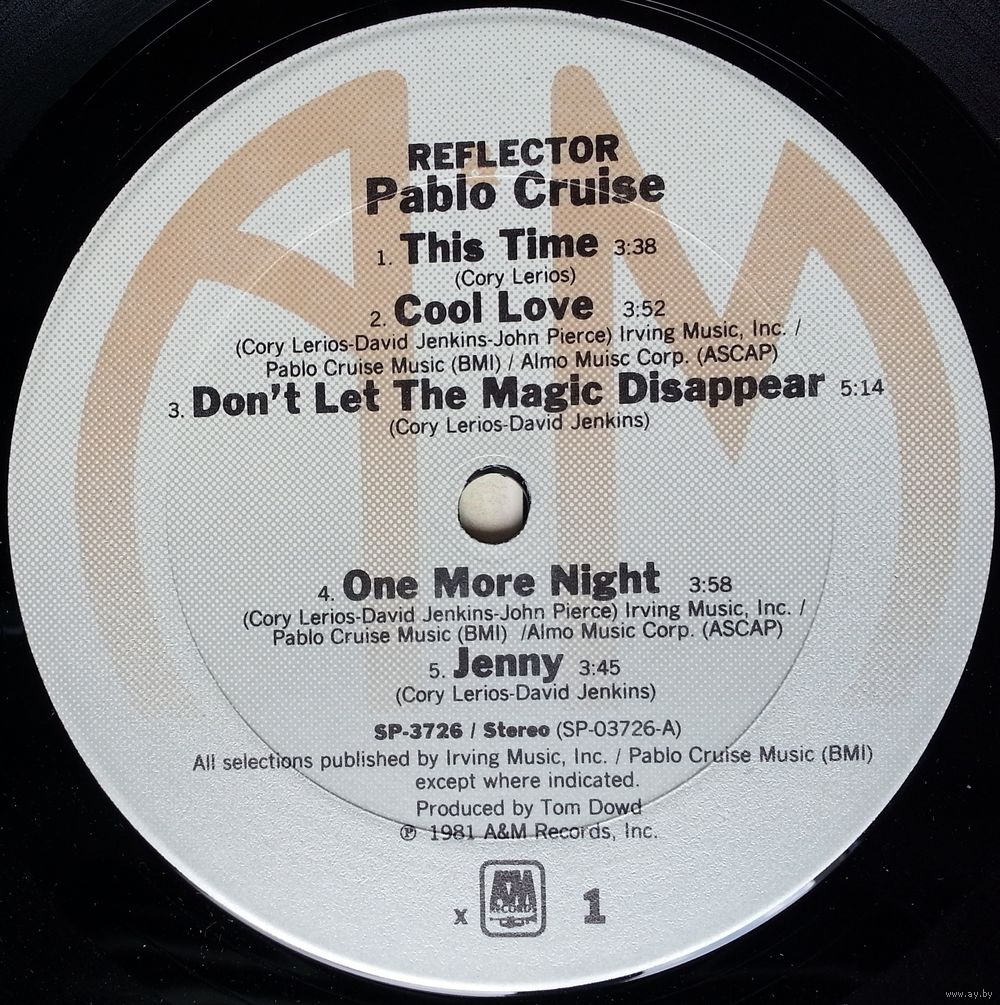 REFLECTOR
Pablo Cruise
1. This Time 3:38
(Cory Lerios)
2. Cool Love 3:52
(Cory Lerios-David Jenkins-John Pierce) Irving Music, Inc. /
Pablo Cruise Music (BMI) / Almo Muisc Corp. (ASCAP)
3. Don't Let The Magic Disappear 5:14
(Cory Lerios-David Jenkins)
4. One More Night 3:58
(Cory Lerios-David Jenkins-John Pierce) Irving Music, Inc. /
Pablo Cruise Music (BMI) /Almo Music Corp. (ASCAP)
5. Jenny 3:45
(Cory Lerios-David Jenkins)
SP-3726 / Stereo (SP-03726-A)
All selections published by Irving Music, Inc. / Pablo Cruise Music (BMI)
except where indicated.
Produced by Tom Dowd
℗ 1981 A&M Records, Inc.
x A&M RECORDS 1
www.ay.by